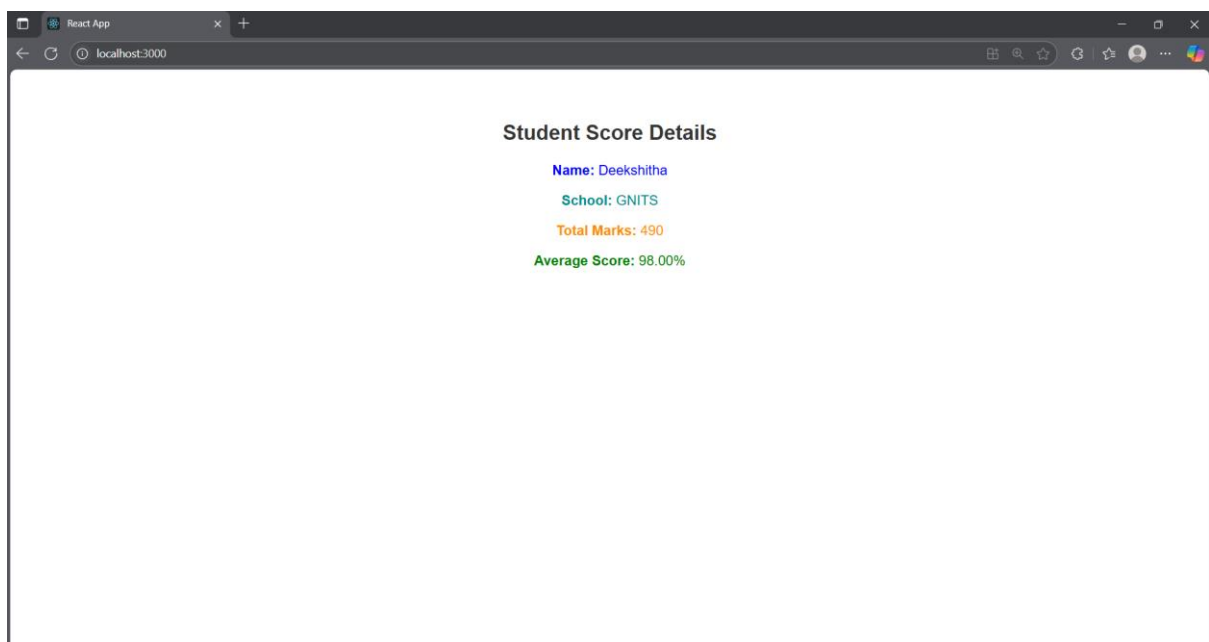 React App
localhost:3000
Student Score Details
Name: Deekshitha
School: GNITS
Total Marks: 490
Average Score: 98.00%